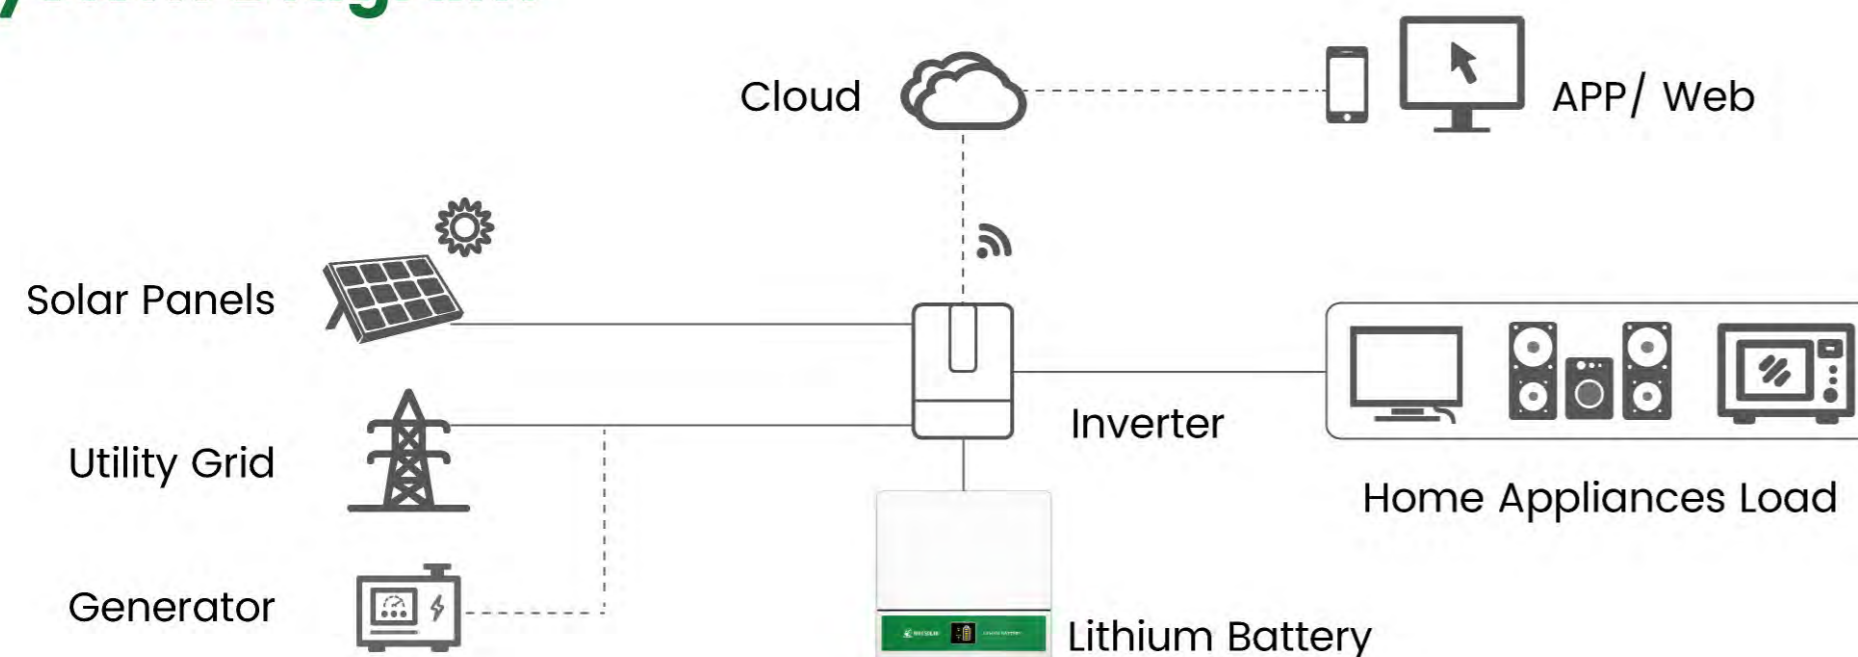 Cloud
APP/ Web
Solar Panels
Inverter
Utility Grid
Home Appliances Load
Generator
Lithium Battery